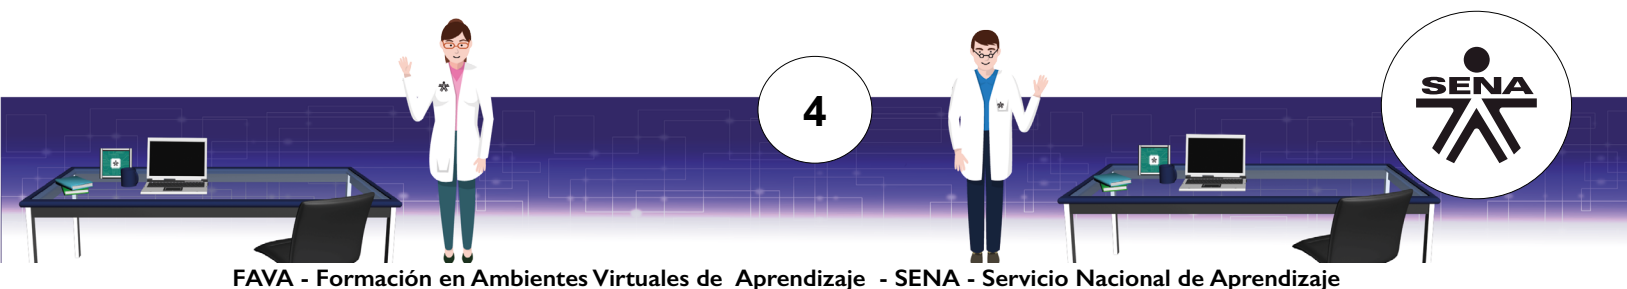 4
SENA
FAVA - Formación en Ambientes Virtuales de Aprendizaje - SENA - Servicio Nacional de Aprendizaje